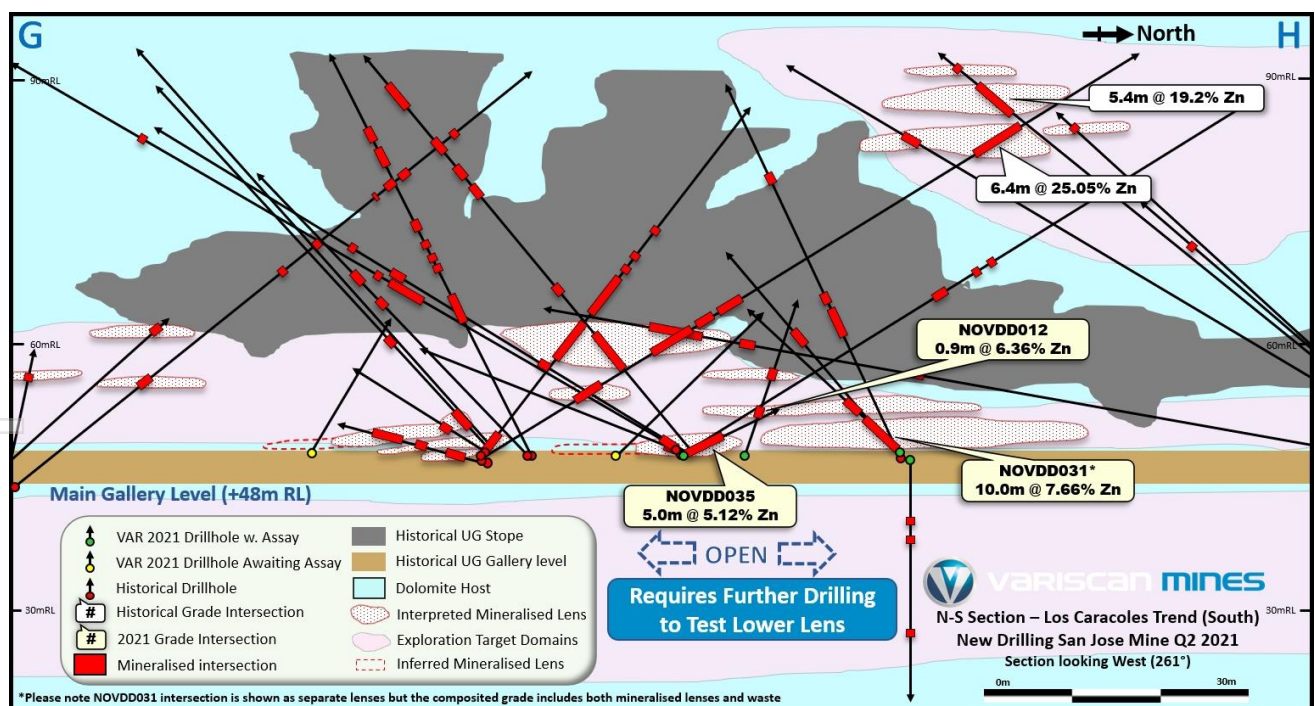 G
North
H
90mRL
90mRL
5.4m @ 19.2% Zn
6.4m @ 25.05% Zn
NOVDD012
0.9m @ 6.36% Zn
60mRL
60mRL
NOVDD031*
10.0m @ 7.66% Zn
NOVDD035
5.0m @ 5.12% Zn
Main Gallery Level (+48m RL)
VAR 2021 Drillhole w. Assay
VAR 2021 Drillhole Awaiting Assay
Historical Drillhole
# Historical Grade Intersection
# 2021 Grade Intersection
Mineralised intersection
Historical UG Stope
Historical UG Gallery level
Dolomite Host
Interpreted Mineralised Lens
Exploration Target Domains
Inferred Mineralised Lens
OPEN
Requires Further Drilling
to Test Lower Lens
30mRL
30mRL
VARISCAN MINES
N-S Section – Los Caracoles Trend (South)
New Drilling San Jose Mine Q2 2021
Section looking West (261°)
0m 30m
*Please note NOVDD031 intersection is shown as separate lenses but the composited grade includes both mineralised lenses and waste